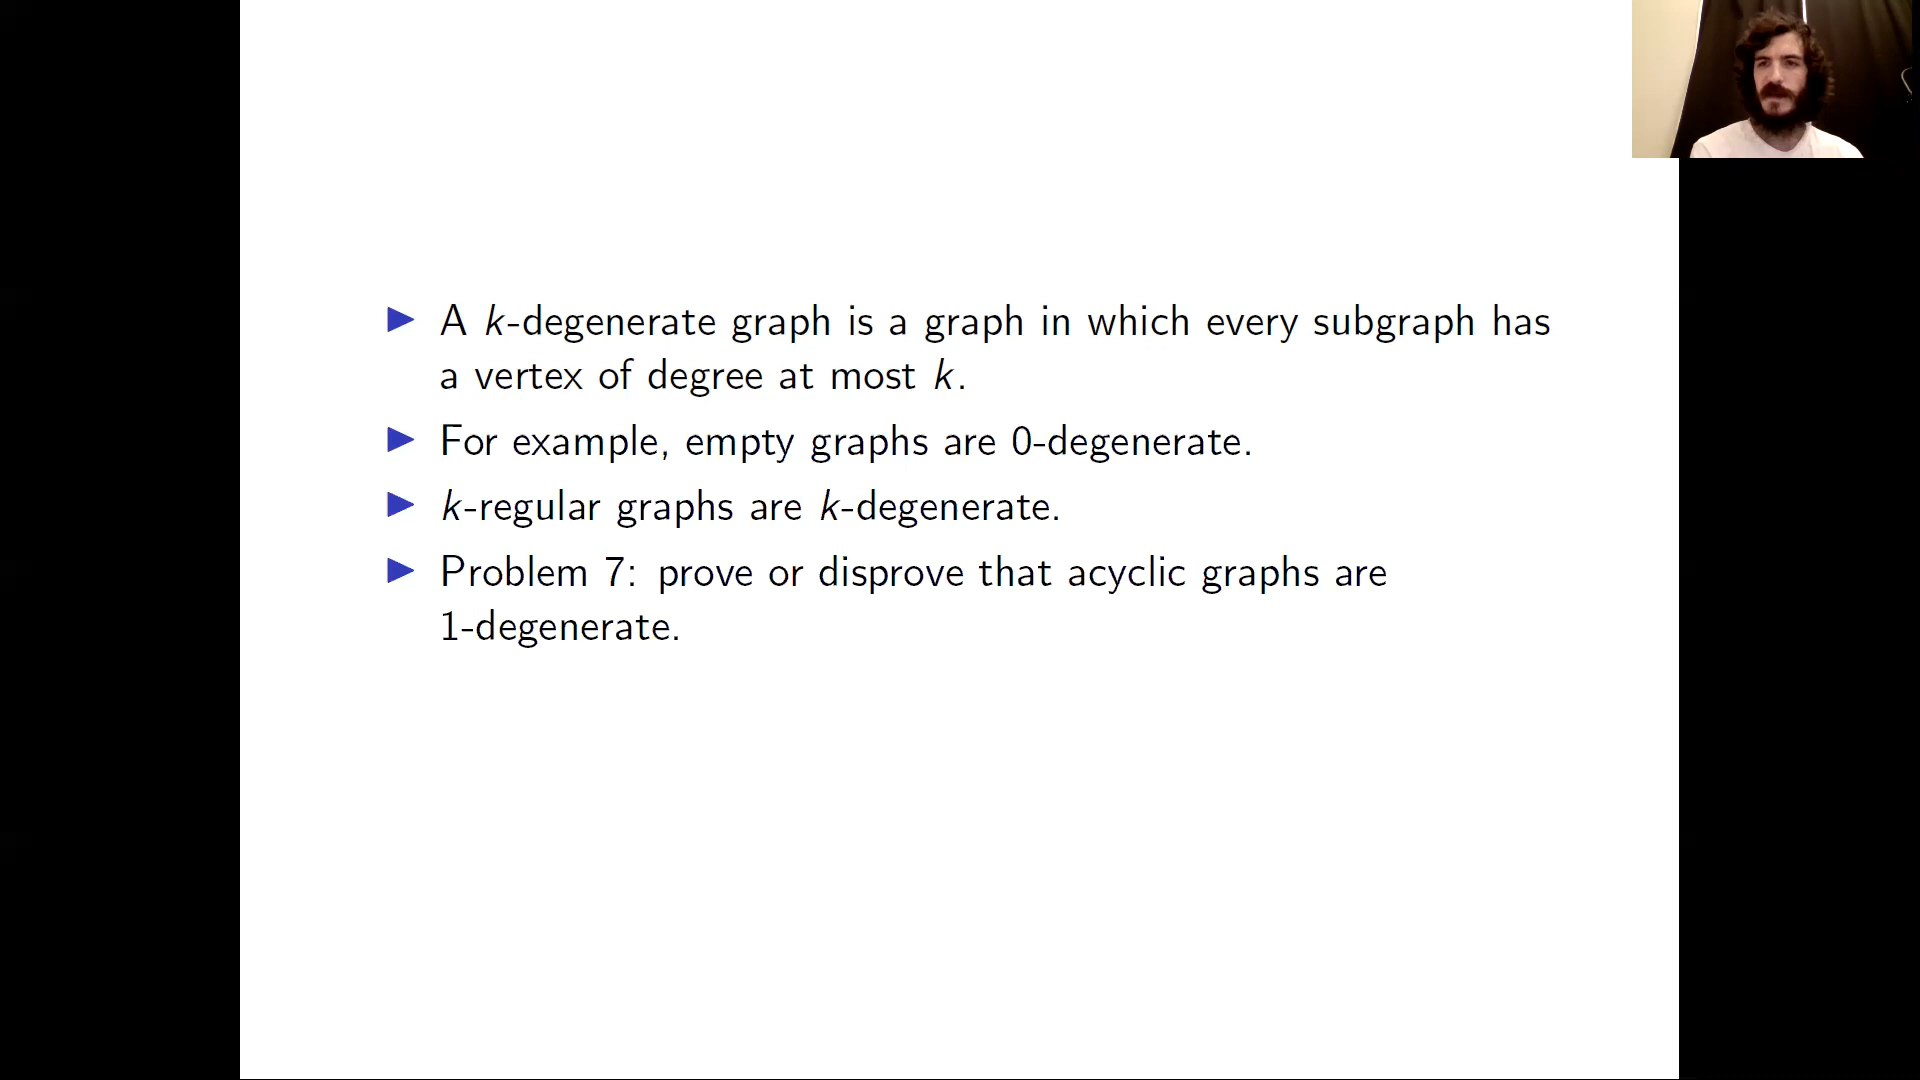 A k-degenerate graph is a graph in which every subgraph has
a vertex of degree at most k.
For example, empty graphs are 0-degenerate.
k-regular graphs are k-degenerate.
Problem 7: prove or disprove that acyclic graphs are
1-degenerate.